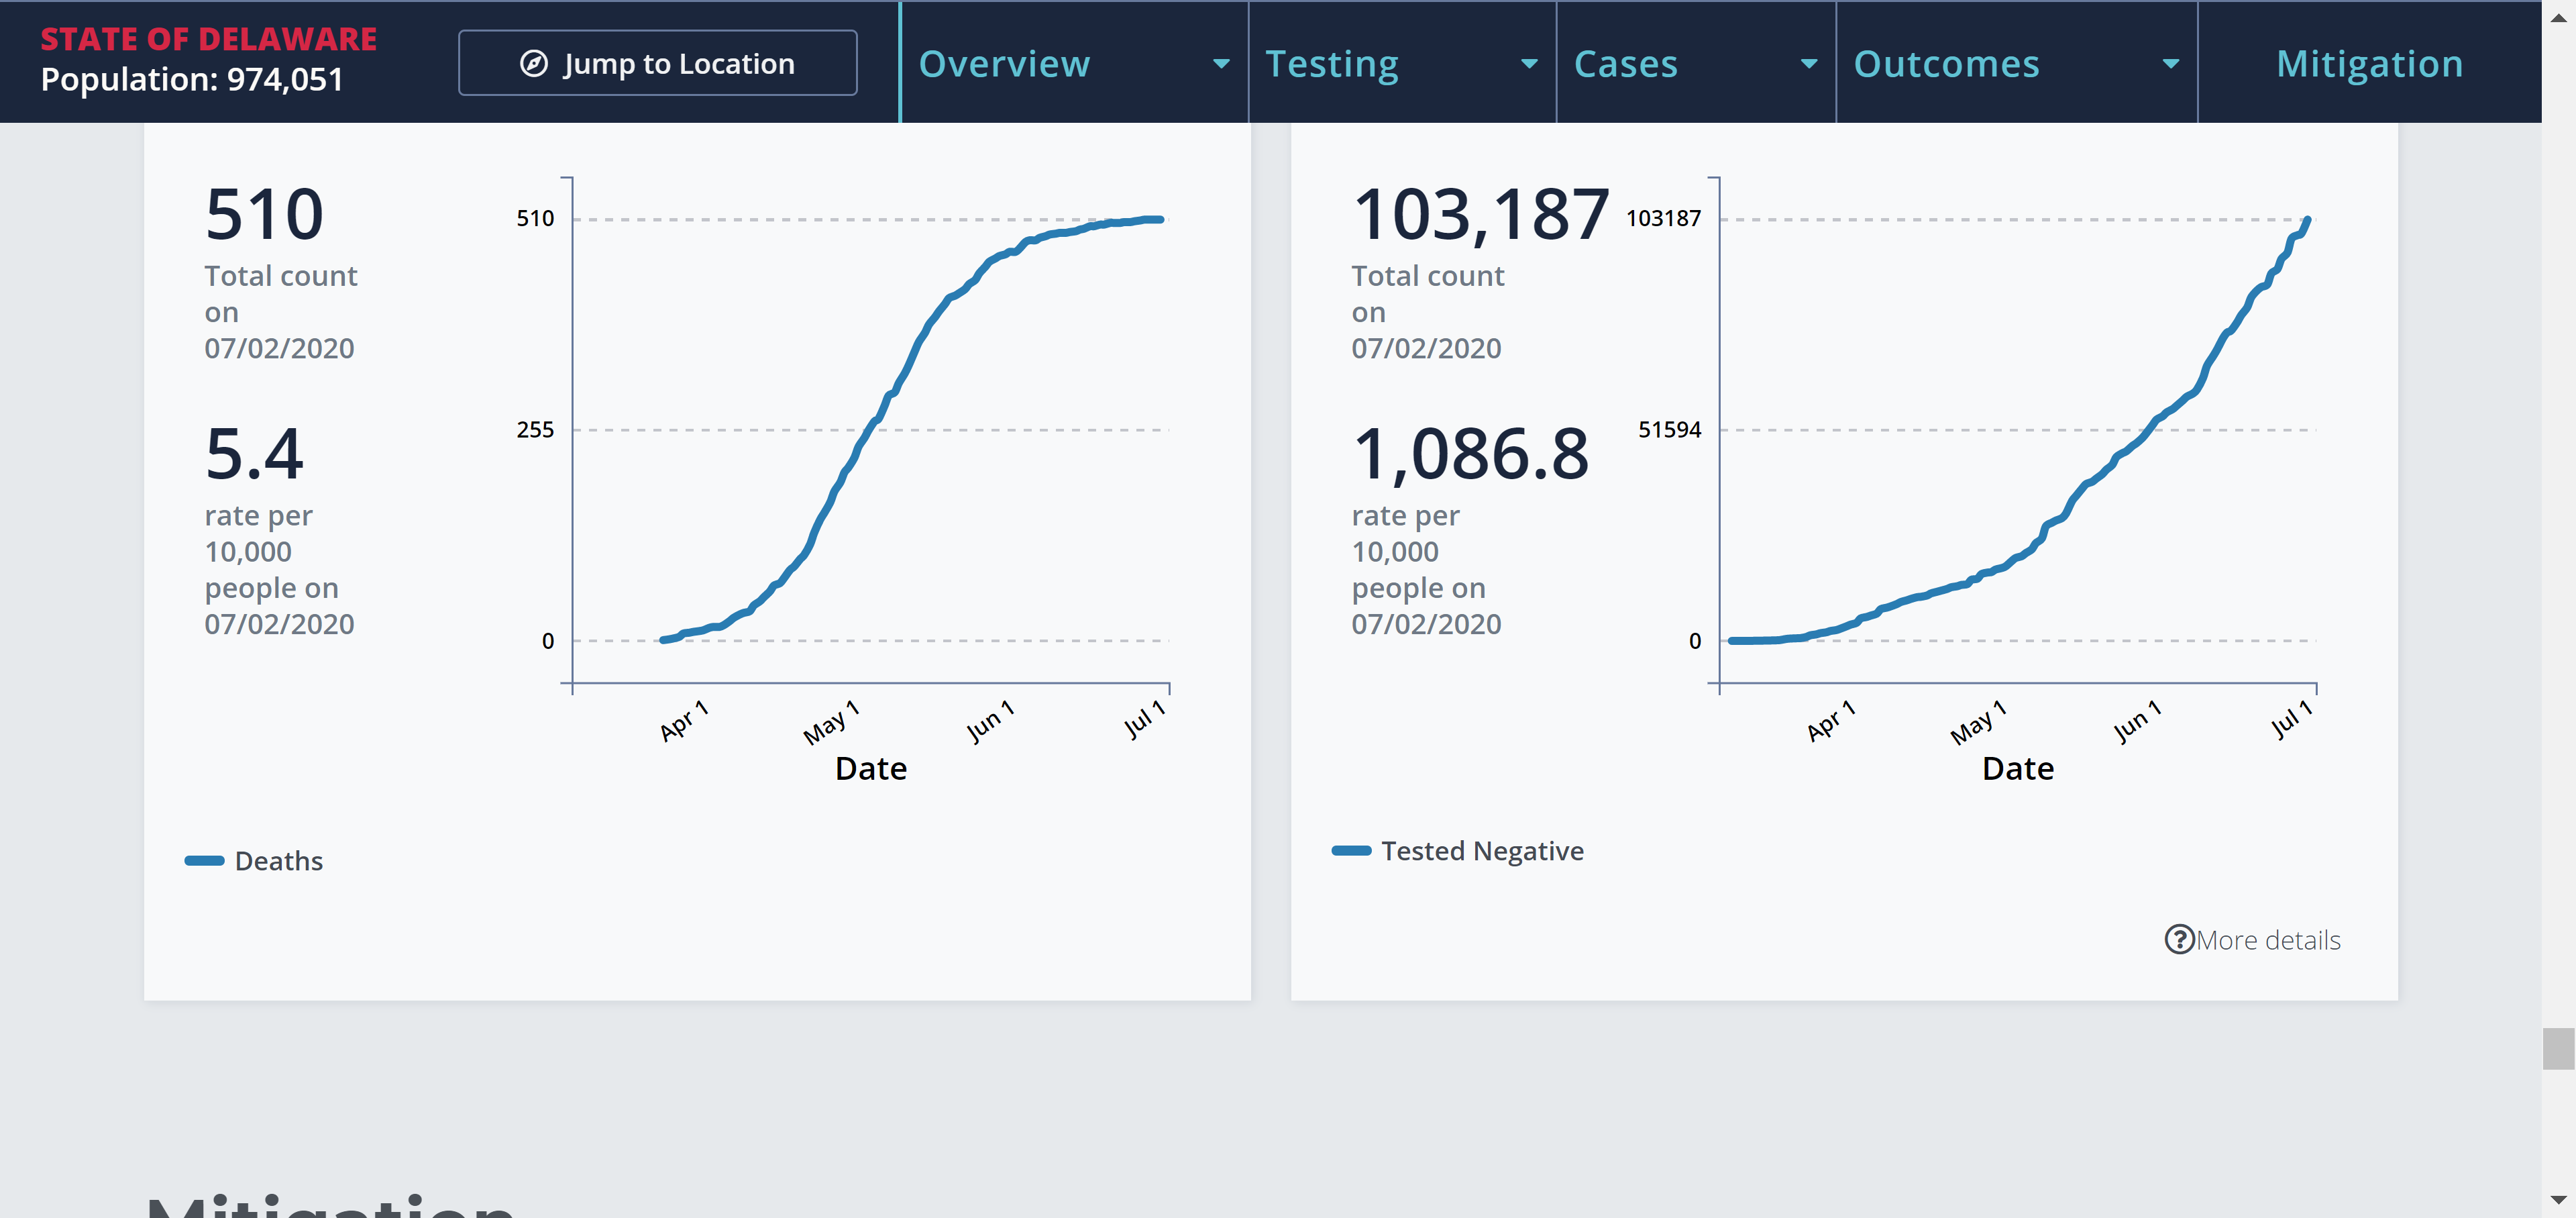 STATE OF DELAWARE
Population: 974,051
Jump to Location
Overview
Testing
Cases
Outcomes
Mitigation
510
Total count
on
07/02/2020
5.4
rate per
10,000
people on
07/02/2020
510
255
0
Apr 1
May 1
Jun 1
Jul 1
Date
Deaths
103,187
Total count
on
07/02/2020
1,086.8
rate per
10,000
people on
07/02/2020
103187
51594
0
Apr 1
May 1
Jun 1
Jul 1
Date
Tested Negative
More details
Mitigation